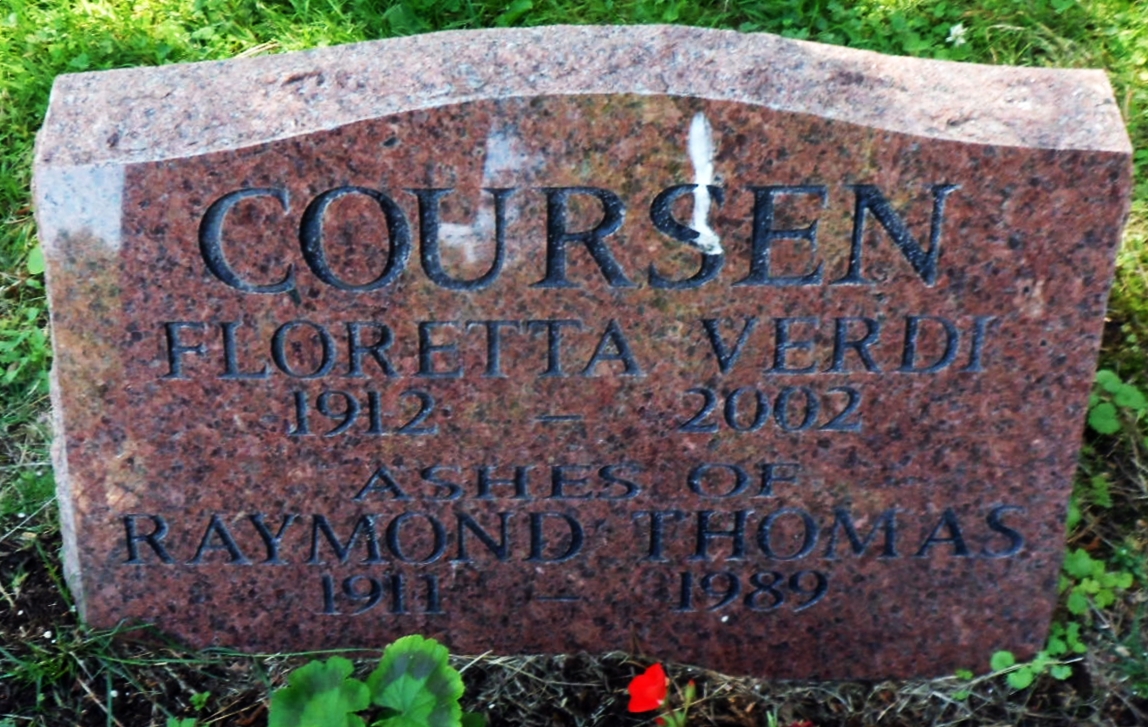 COURSEN
FLORETTA VERDI
1912 – 2002
ASHES OF
RAYMOND THOMAS
1911 – 1989